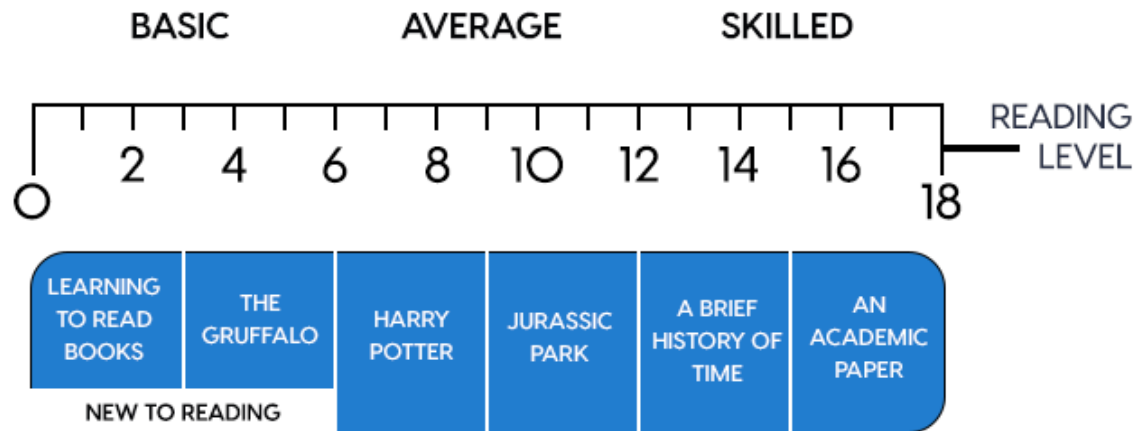 BASIC AVERAGE SKILLED
READING
LEVEL
2 4 6 8 10 12 14 16
0 18
LEARNING
TO READ
BOOKS
THE
GRUFFALO
HARRY
POTTER
JURASSIC
PARK
A BRIEF
HISTORY OF
TIME
AN
ACADEMIC
PAPER
NEW TO READING